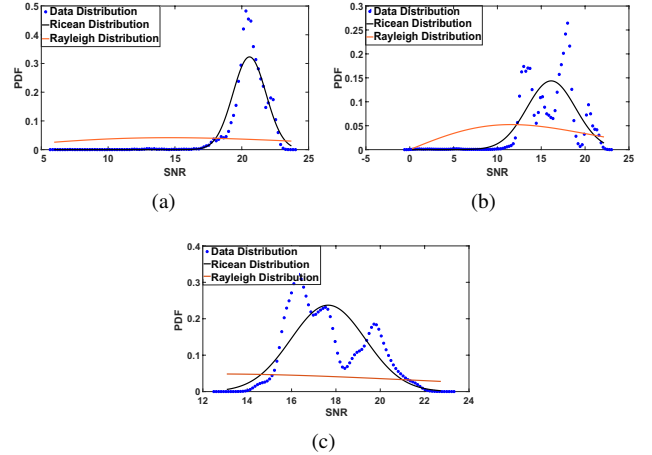 0.5
0.4
0.3
0.2
0.1
0
PDF
Data Distribution
Ricean Distribution
Rayleigh Distribution
5 10 15 20 25
SNR
(a)
0.3
0.25
0.2
0.15
0.1
0.05
0
PDF
Data Distribution
Ricean Distribution
Rayleigh Distribution
-5 0 5 10 15 20 25
SNR
(b)
0.4
0.3
0.2
0.1
0
PDF
Data Distribution
Ricean Distribution
Rayleigh Distribution
12 14 16 18 20 22 24
SNR
(c)